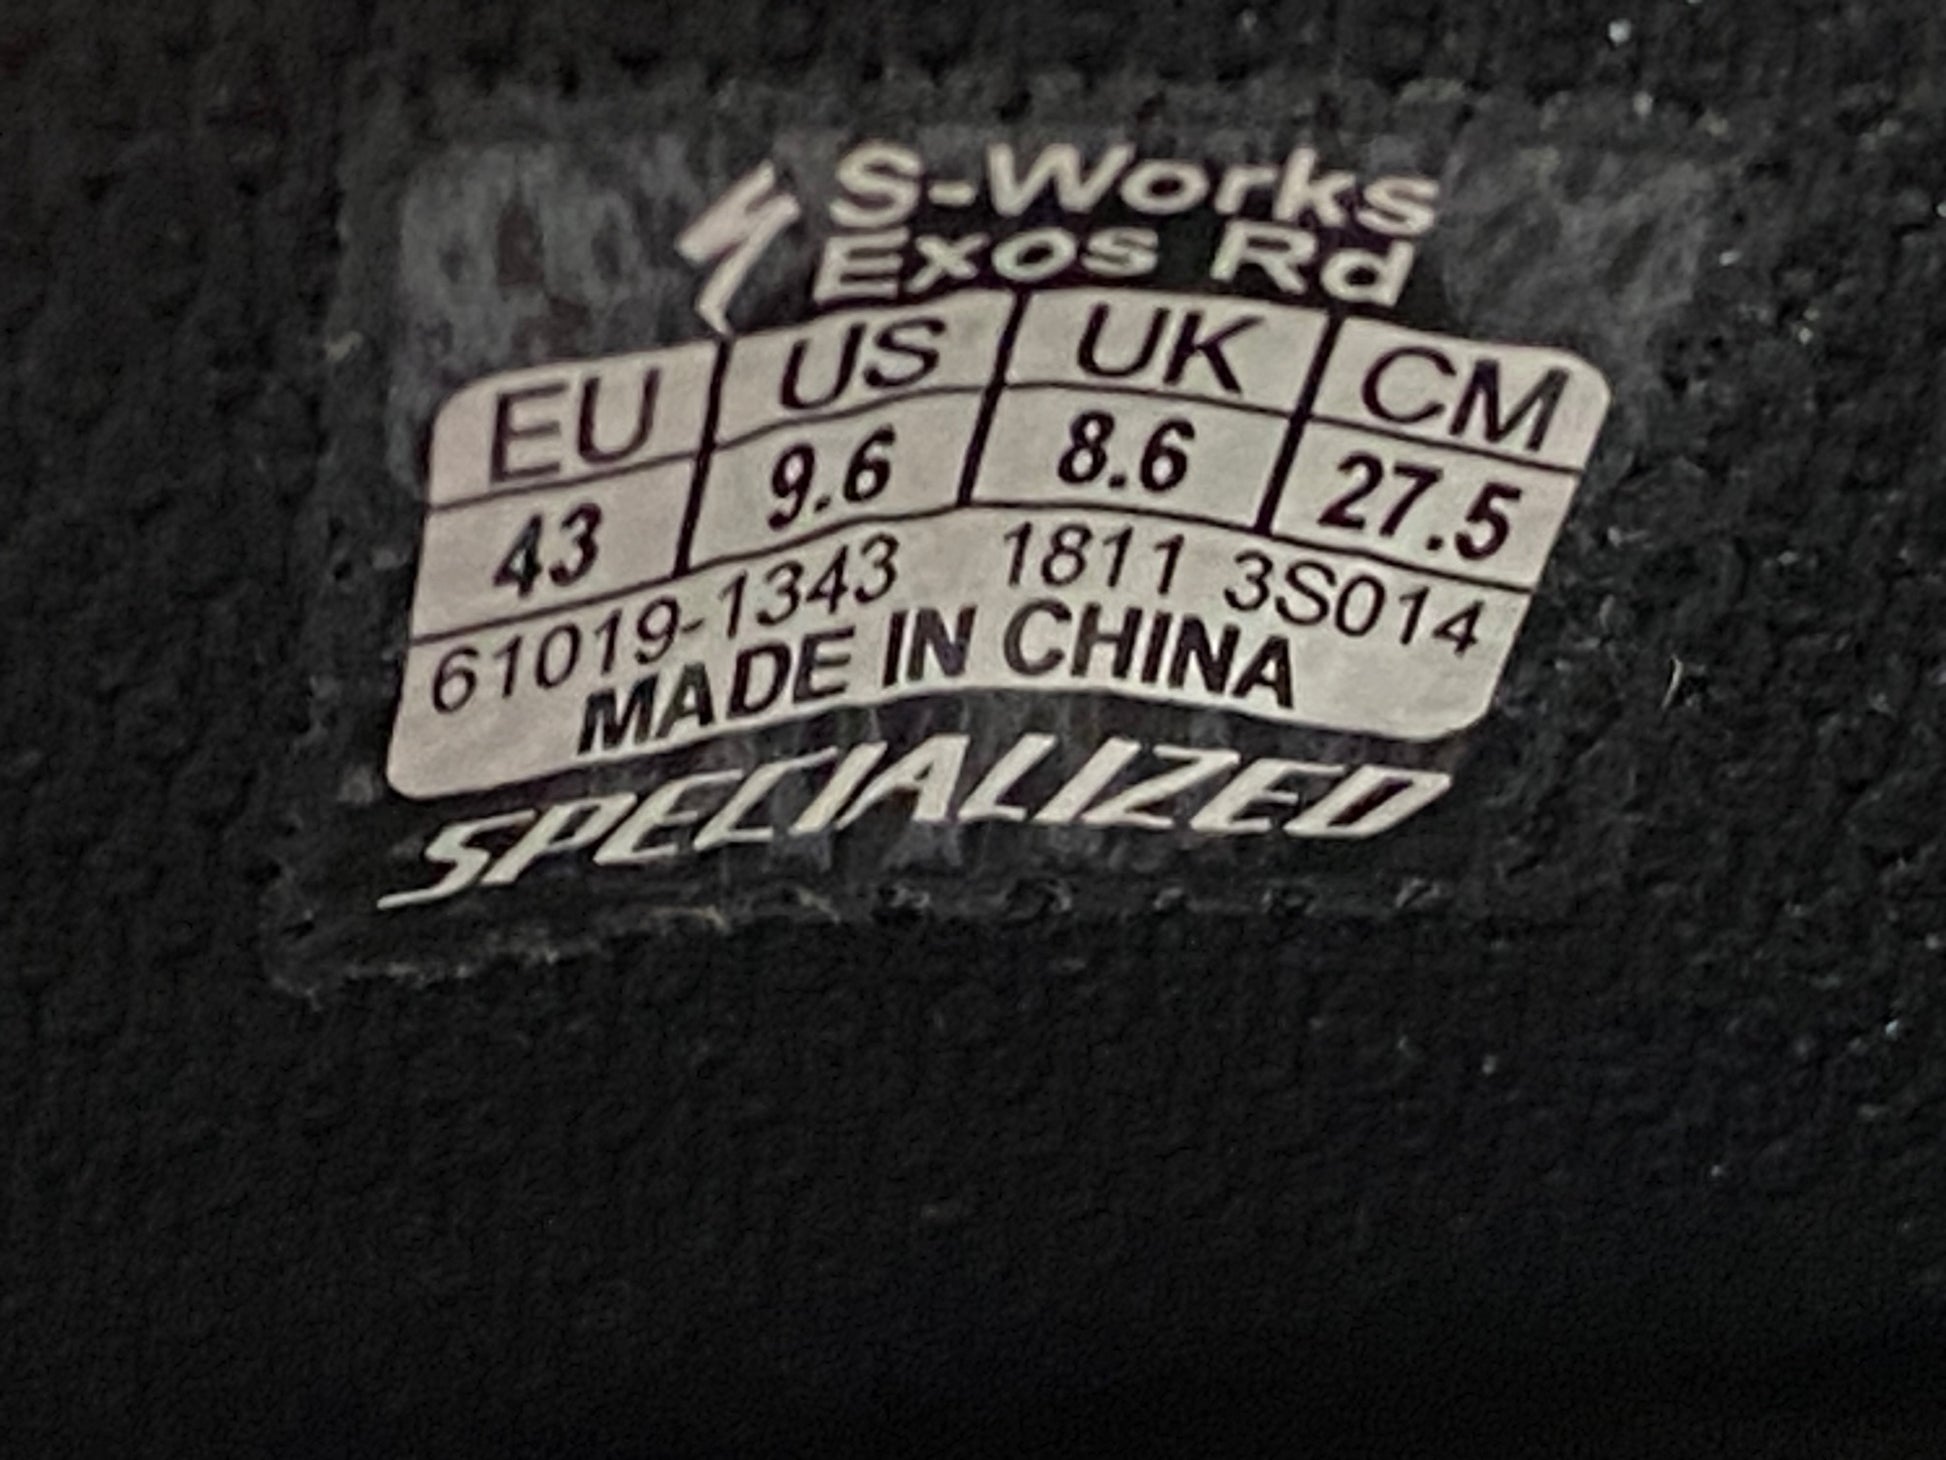 S-Works
Exos Rd
EU US UK CM
43 9.6 8.6 27.5
61019-1343 1811 3S014
MADE IN CHINA
SPECIALIZED